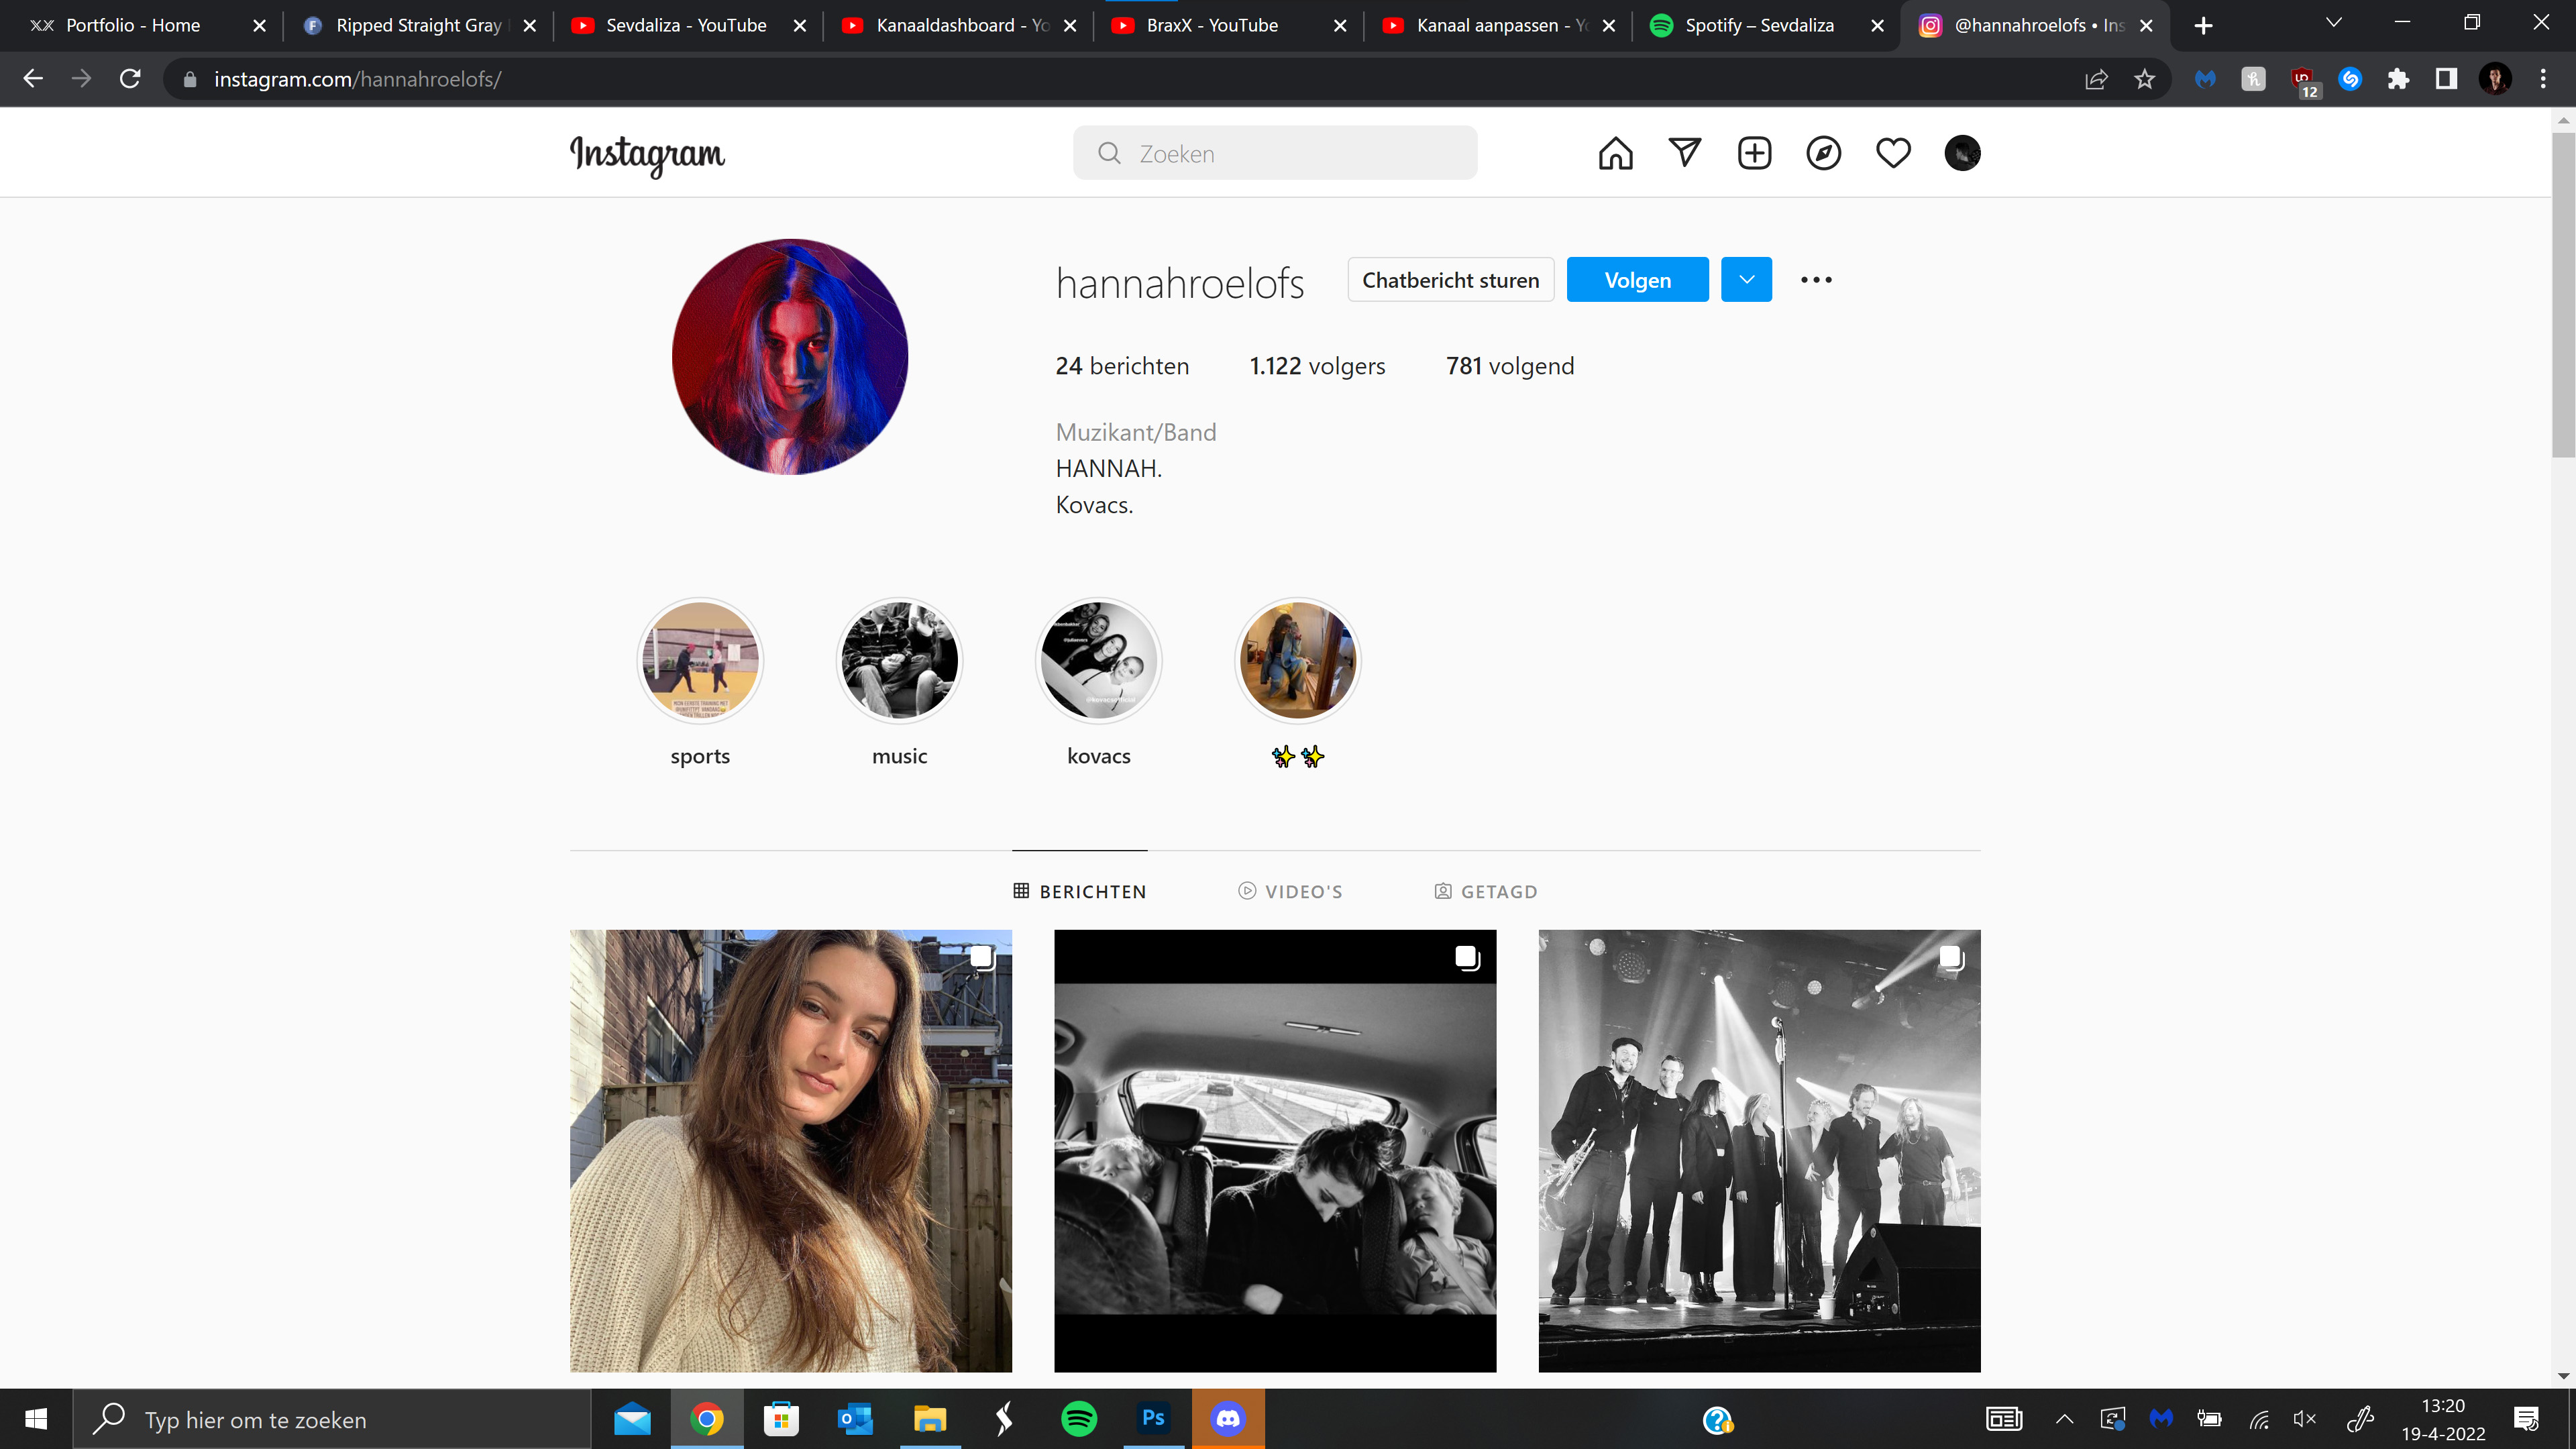 Portfolio - Home
Ripped Straight Gray
Sevdaliza - YouTube
Kanaaldashboard - Yo
BraxX - YouTube
Kanaal aanpassen - Yo
Spotify – Sevdaliza
@hannahroelofs • Ins
instagram.com/hannahroelofs/
12
Instagram
Zoeken
hannahroelofs
Chatbericht sturen
Volgen
24 berichten 1.122 volgers 781 volgend
Muzikant/Band
HANNAH.
Kovacs.
sports
music
kovacs
BERICHTEN
VIDEO'S
GETAGD
Typ hier om te zoeken
Ps
13:20
19-4-2022